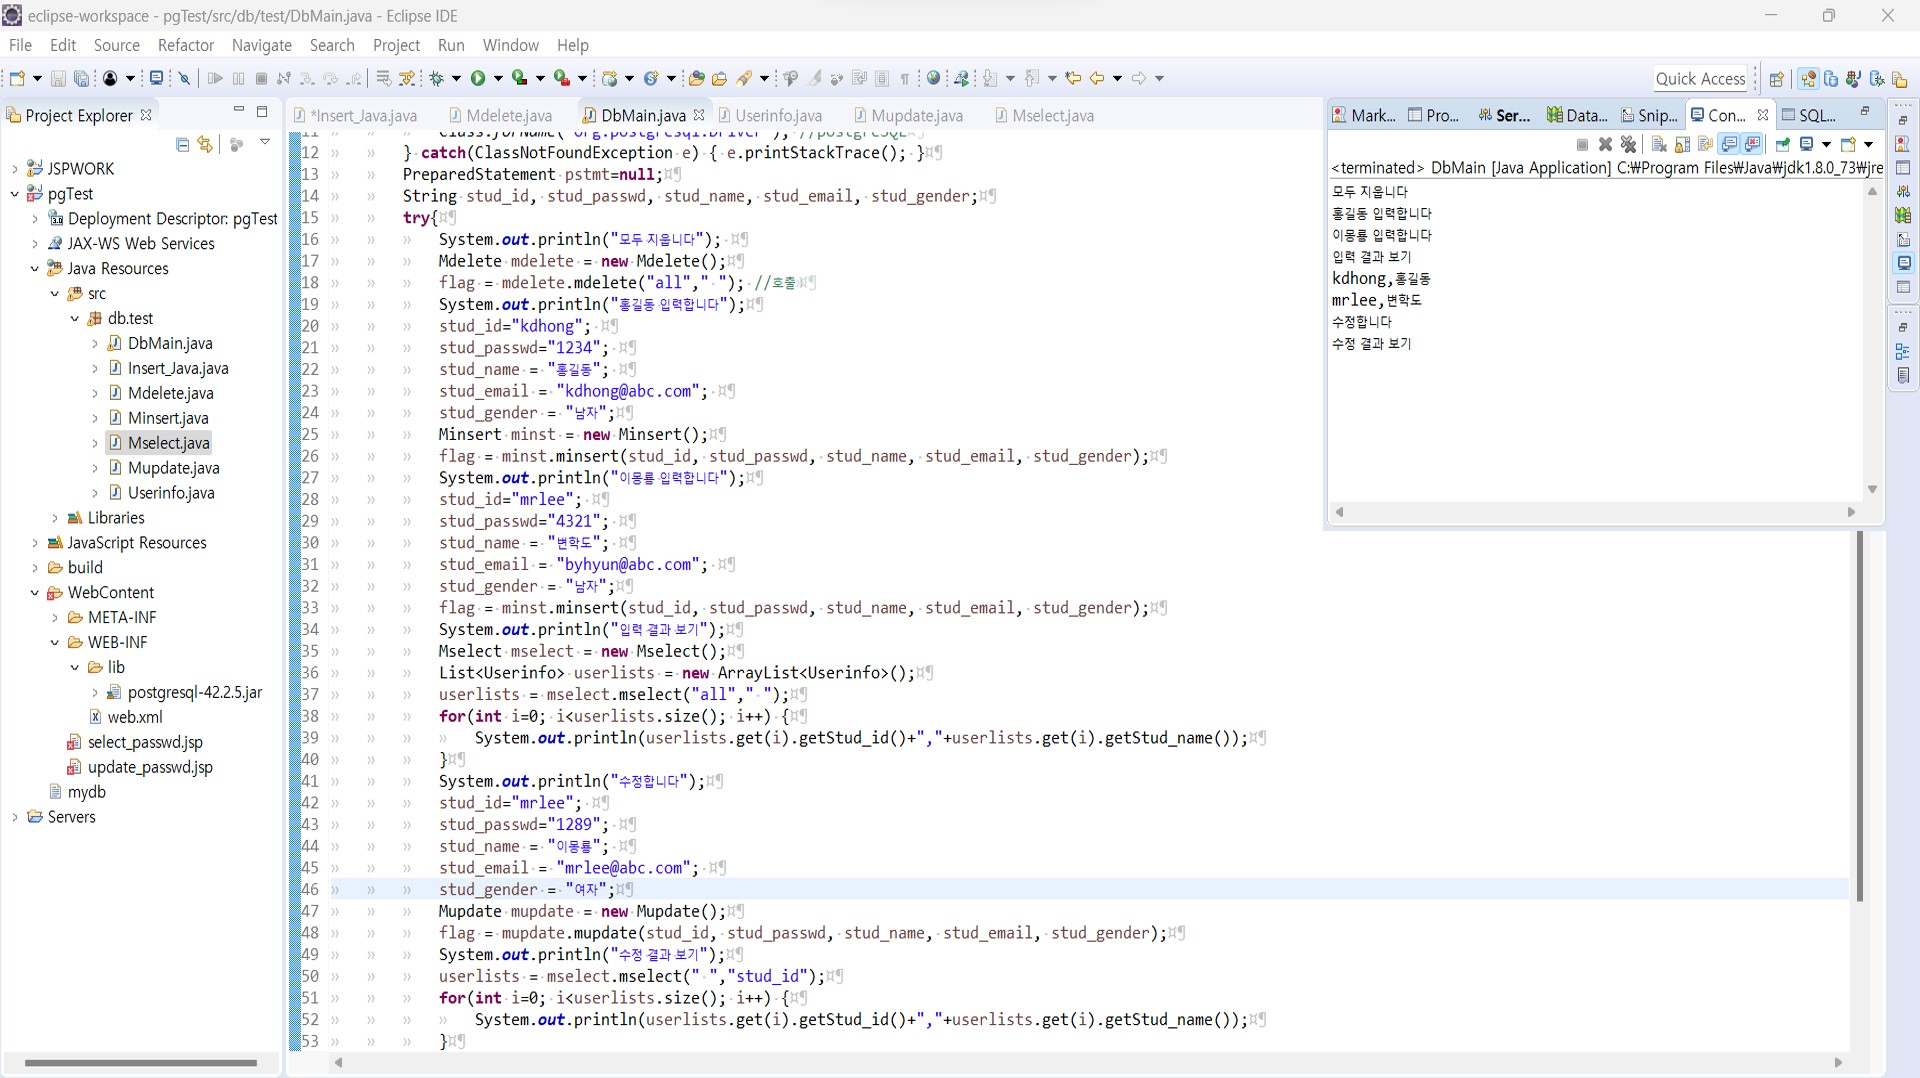 eclipse-workspace - pgTest/src/db/test/DbMain.java - Eclipse IDE
File Edit Source Refactor Navigate Search Project Run Window Help
Quick Access
Project Explorer
*Insert_Java.java Mdelete.java DbMain.java Userinfo.java Mupdate.java Mselect.java
Mark... Pro... Ser... Data... Snip... Con... SQL...
JSPWORK
pgTest
Deployment Descriptor: pgTest
JAX-WS Web Services
Java Resources
src
db.test
DbMain.java
Insert_Java.java
Mdelete.java
Minsert.java
Mselect.java
Mupdate.java
Userinfo.java
Libraries
JavaScript Resources
build
WebContent
META-INF
WEB-INF
lib
postgresql-42.2.5.jar
web.xml
select_passwd.jsp
update_passwd.jsp
mydb
Servers
11 Class.forName("org.postgresql.Driver"); //postgreSQL
12 } catch(ClassNotFoundException e) { e.printStackTrace(); }
13 PreparedStatement pstmt=null;
14 String stud_id, stud_passwd, stud_name, stud_email, stud_gender;
15 try{
16 System.out.println("모두 지웁니다");
17 Mdelete mdelete = new Mdelete();
18 flag = mdelete.mdelete("all"," "); //호출
19 System.out.println("홍길동 입력합니다");
20 stud_id="kdhong";
21 stud_passwd="1234";
22 stud_name = "홍길동";
23 stud_email = "kdhong@abc.com";
24 stud_gender = "남자";
25 Minsert minst = new Minsert();
26 flag = minst.minsert(stud_id, stud_passwd, stud_name, stud_email, stud_gender);
27 System.out.println("이몽룡 입력합니다");
28 stud_id="mrlee";
29 stud_passwd="4321";
30 stud_name = "변학도";
31 stud_email = "byhyun@abc.com";
32 stud_gender = "남자";
33 flag = minst.minsert(stud_id, stud_passwd, stud_name, stud_email, stud_gender);
34 System.out.println("입력 결과 보기");
35 Mselect mselect = new Mselect();
36 List<Userinfo> userlists = new ArrayList<Userinfo>();
37 userlists = mselect.mselect("all"," ");
38 for(int i=0; i<userlists.size(); i++) {
39 System.out.println(userlists.get(i).getStud_id()+","+userlists.get(i).getStud_name());
40 }
41 System.out.println("수정합니다");
42 stud_id="mrlee";
43 stud_passwd="1289";
44 stud_name = "이몽룡";
45 stud_email = "mrlee@abc.com";
46 stud_gender = "여자";
47 Mupdate mupdate = new Mupdate();
48 flag = mupdate.mupdate(stud_id, stud_passwd, stud_name, stud_email, stud_gender);
49 System.out.println("수정 결과 보기");
50 userlists = mselect.mselect(" ","stud_id");
51 for(int i=0; i<userlists.size(); i++) {
52 System.out.println(userlists.get(i).getStud_id()+","+userlists.get(i).getStud_name());
53 }
<terminated> DbMain [Java Application] C:₩Program Files₩Java₩jdk1.8.0_73₩jre
모두 지웁니다
홍길동 입력합니다
이몽룡 입력합니다
입력 결과 보기
kdhong,홍길동
mrlee,변학도
수정합니다
수정 결과 보기